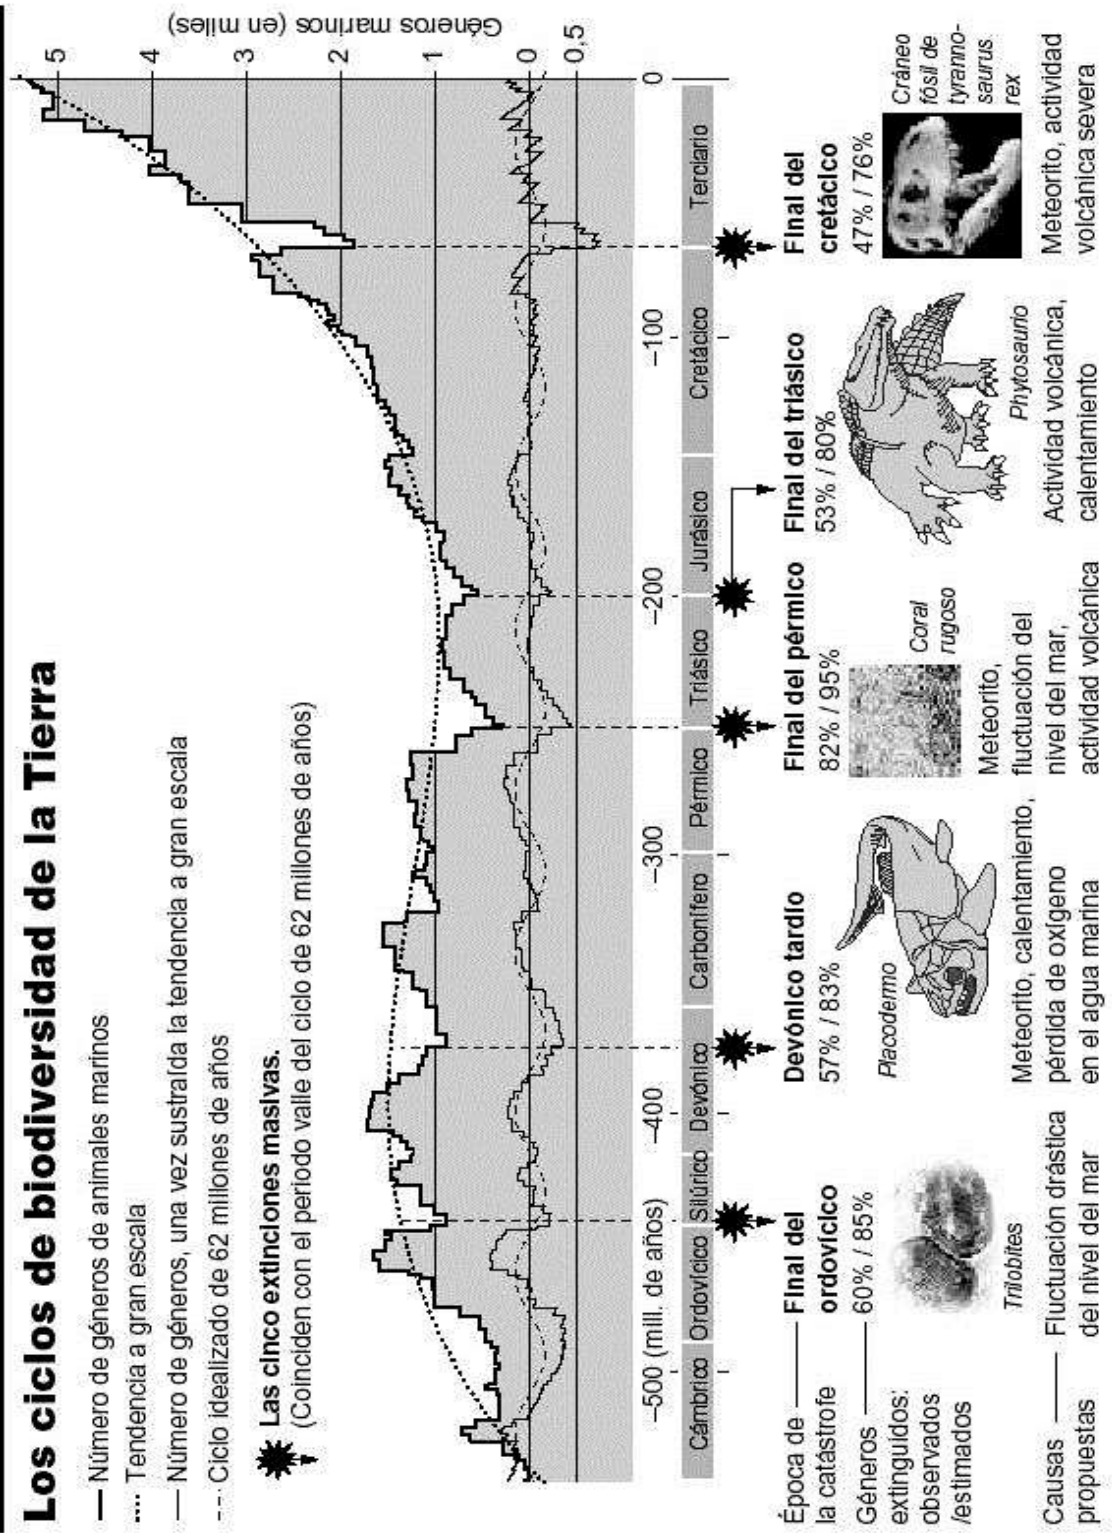 Los ciclos de biodiversidad de la Tierra
Número de géneros de animales marinos
Tendencia a gran escala
Número de géneros, una vez sustraída la tendencia a gran escala
Ciclo idealizado de 62 millones de años
Las cinco extinciones masivas.
(Coinciden con el periodo valle del ciclo de 62 millones de años)
Géneros marinos (en miles)
5
4
3
2
1
0
0,5
−500 (mill. de años)
−400
−300
−200
−100
0
Cámbrico
Ordovícico
Silúrico
Devónico
Carbonífero
Pérmico
Triásico
Jurásico
Cretácico
Terciario
Época de
la catástrofe
Géneros
extinguidos:
observados
/estimados
Causas
propuestas
Final del
ordovícico
60% / 85%
Trilobites
Fluctuación drástica
del nivel del mar
Devónico tardío
57% / 83%
Placodermo
Meteorito, calentamiento,
pérdida de oxígeno
en el agua marina
Final del pérmico
82% / 95%
Coral
rugoso
Meteorito,
fluctuación del
nivel del mar,
actividad volcánica
Final del triásico
53% / 80%
Phytosaurio
Actividad volcánica,
calentamiento
Final del
cretácico
47% / 76%
Cráneo
fósil de
tyranno-
saurus
rex
Meteorito, actividad
volcánica severa